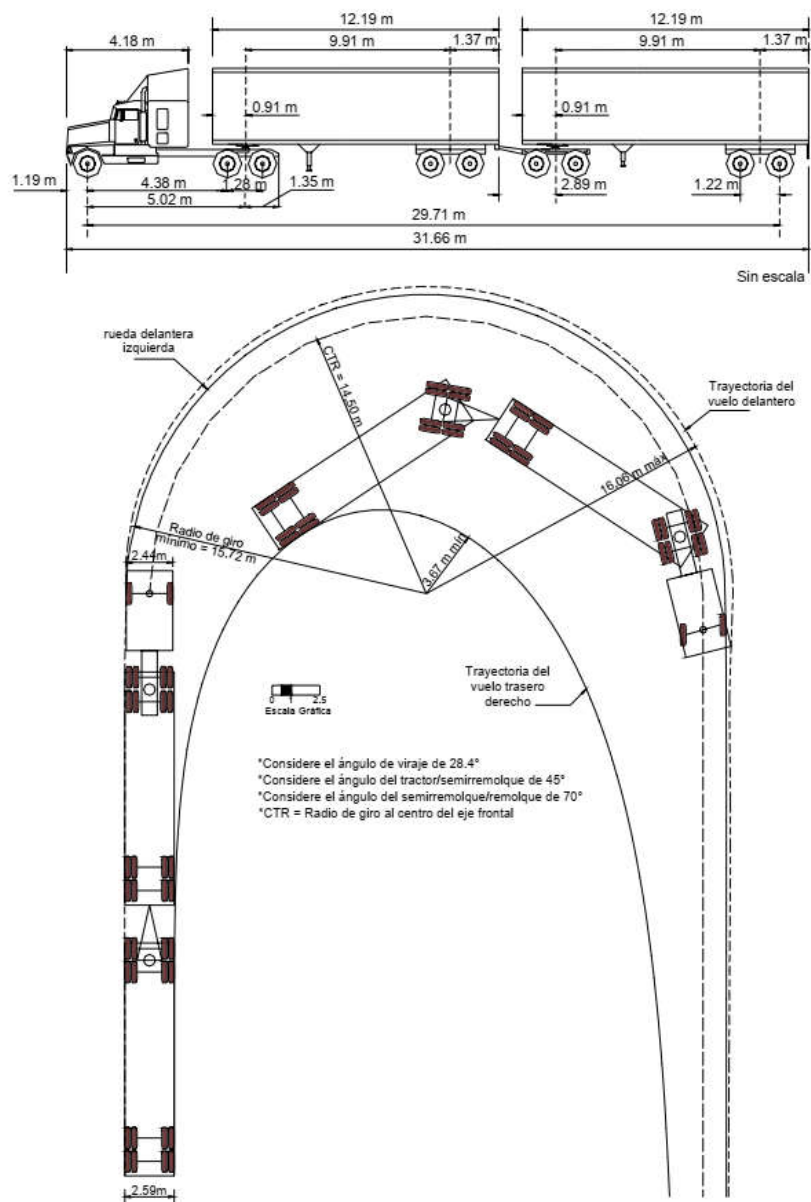 12.19 m
12.19 m
4.18 m
9.91 m
1.37 m
9.91 m
1.37 m
0.91 m
0.91 m
1.19 m
4.38 m
1.28 m
1.35 m
2.89 m
1.22 m
5.02 m
29.71 m
31.66 m
Sin escala
rueda delantera
izquierda
CTR = 14.50 m
Trayectoria del
vuelo delantero
16.06 m máx
Radio de giro
mínimo = 15.72 m
3.67 m mín
2.44m
Trayectoria del
vuelo trasero
derecho
0 1 2.5
Escala Gráfica
*Considere el ángulo de viraje de 28.4°
*Considere el ángulo del tractor/semirremolque de 45°
*Considere el ángulo del semirremolque/remolque de 70°
*CTR = Radio de giro al centro del eje frontal
2.59m